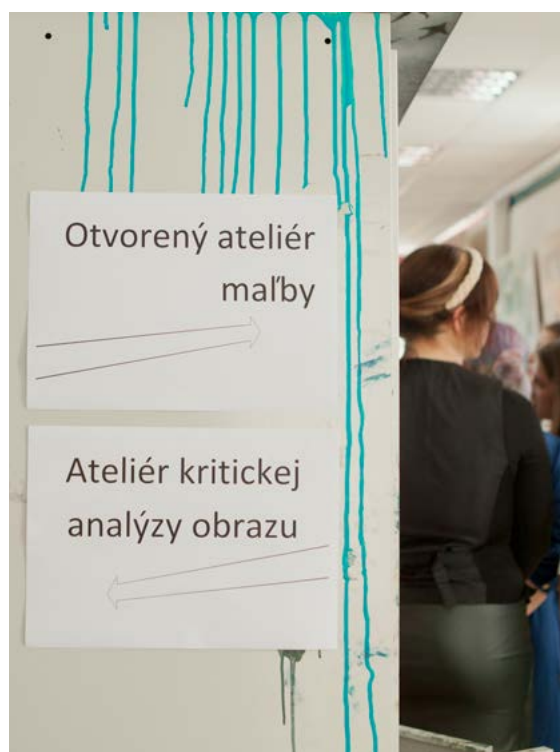 Otvorený ateliér
maľby
Ateliér kritickej
analýzy obrazu